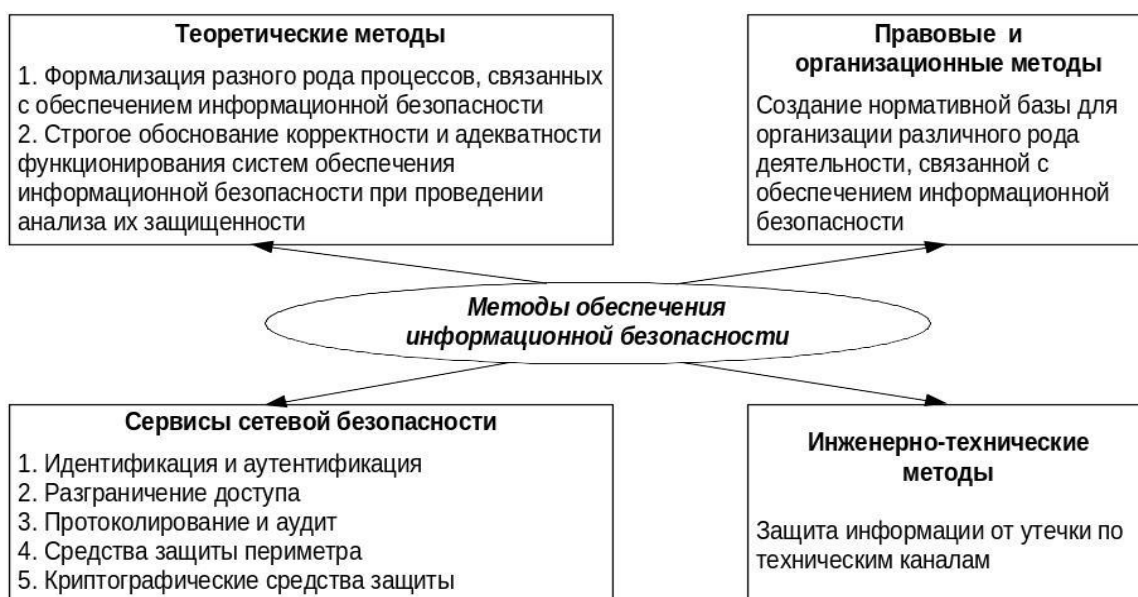 Теоретические методы
1. Формализация разного рода процессов, связанных
с обеспечением информационной безопасности
2. Строгое обоснование корректности и адекватности
функционирования систем обеспечения
информационной безопасности при проведении
анализа их защищенности
Правовые и
организационные методы
Создание нормативной базы для
организации различного рода
деятельности, связанной с
обеспечением информационной
безопасности
Методы обеспечения
информационной безопасности
Сервисы сетевой безопасности
1. Идентификация и аутентификация
2. Разграничение доступа
3. Протоколирование и аудит
4. Средства защиты периметра
5. Криптографические средства защиты
Инженерно-технические
методы
Защита информации от утечки по
техническим каналам